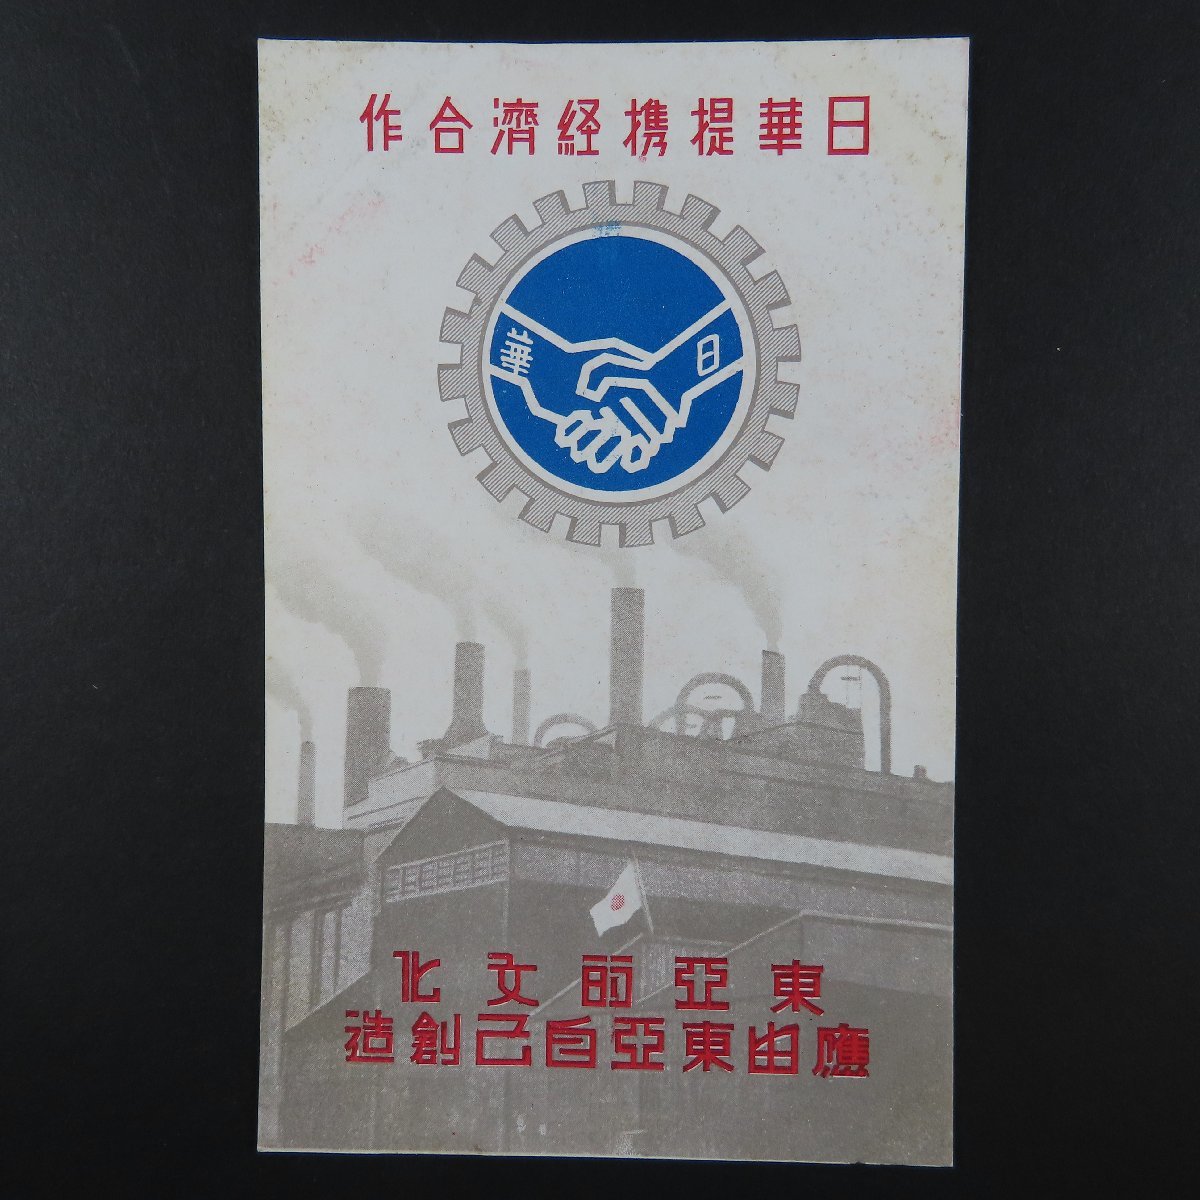 日華提携経濟合作
華
日
東亞的文化
應由東亞自己創造